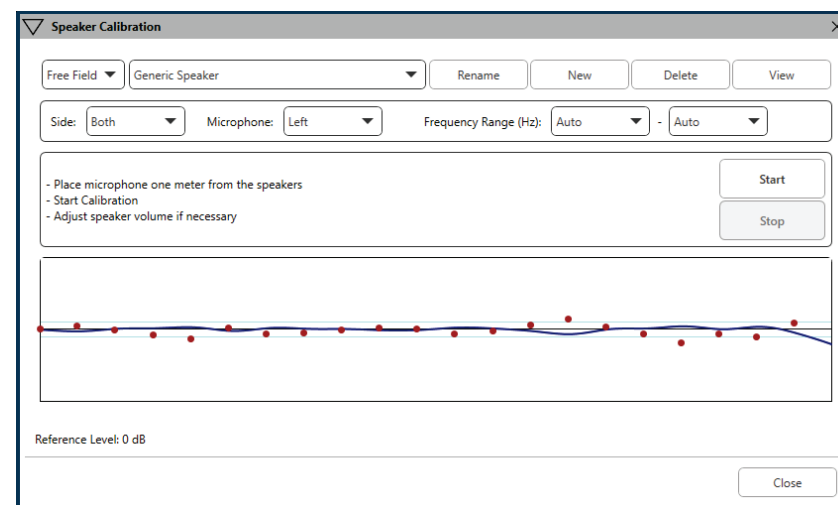 Speaker Calibration
Free Field Generic Speaker Rename New Delete View
Side: Both Microphone: Left Frequency Range (Hz): Auto - Auto
- Place microphone one meter from the speakers
- Start Calibration
- Adjust speaker volume if necessary
Start
Stop
Reference Level: 0 dB
Close